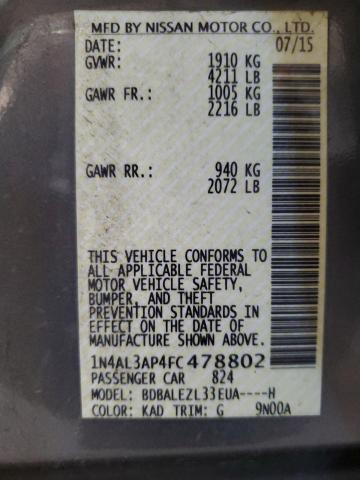 MFD BY NISSAN MOTOR CO., LTD.
DATE: 07/15
GVWR: 1910 KG
4211 LB
GAWR FR.: 1005 KG
2216 LB
GAWR RR.: 940 KG
2072 LB
THIS VEHICLE CONFORMS TO
ALL APPLICABLE FEDERAL
MOTOR VEHICLE SAFETY,
BUMPER, AND THEFT
PREVENTION STANDARDS IN
EFFECT ON THE DATE OF
MANUFACTURE SHOWN ABOVE.
1N4AL3AP4FC478802
PASSENGER CAR 824
MODEL: BDBALEZL33EUA----H
COLOR: KAD TRIM: G 9N00A